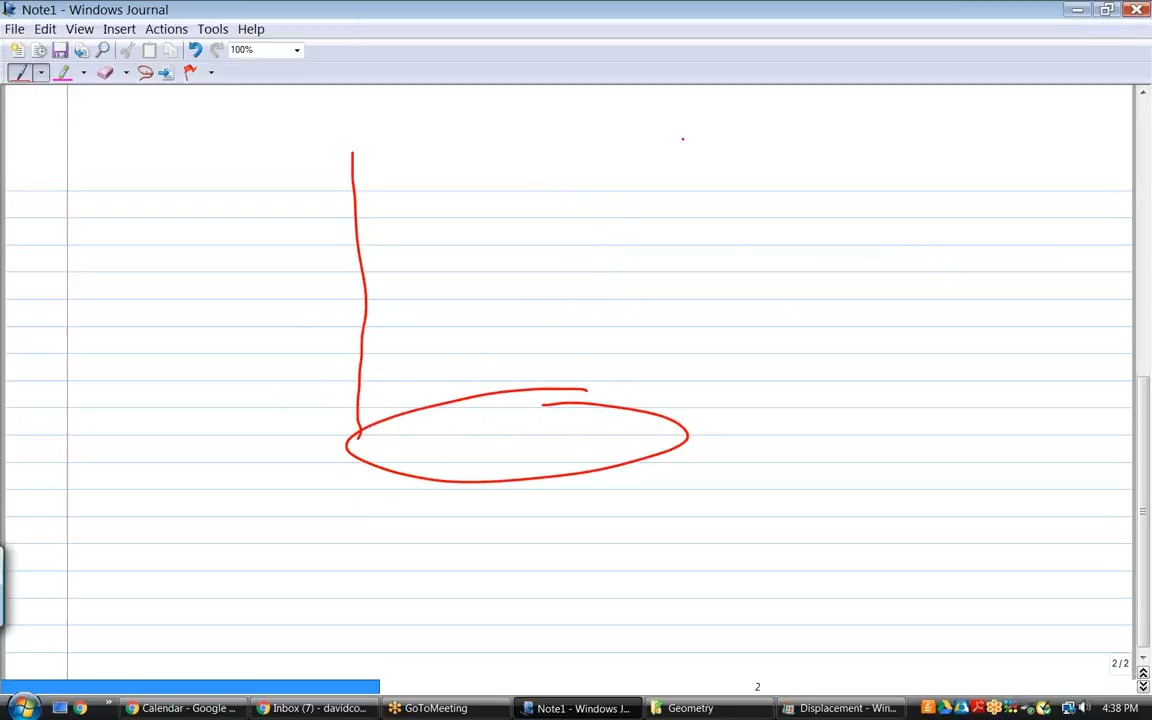 Note1 - Windows Journal
File Edit View Insert Actions Tools Help
100%
2/2
2
Calendar - Google ... Inbox (7) - davidco... GoToMeeting Note1 - Windows J... Geometry Displacement - Win... 4:38 PM